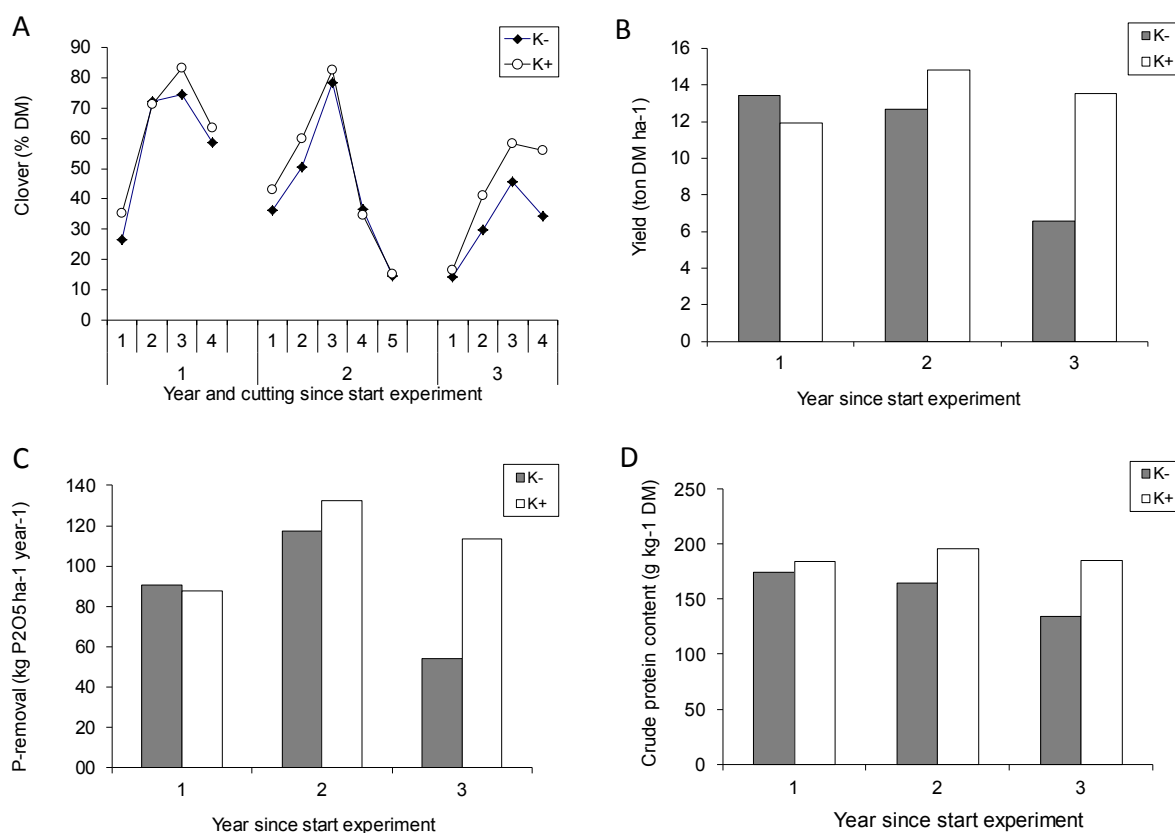 A
K-
K+
Clover (% DM)
90
80
70
60
50
40
30
20
10
0
1 2 3 4 1 2 3 4 5 1 2 3 4
1 2 3
Year and cutting since start experiment
B
K-
K+
Yield (ton DM ha-1)
16
14
12
10
8
6
4
2
0
1 2 3
Year since start experiment
C
K-
K+
P-removal (kg P2O5 ha-1 year-1)
140
120
100
80
60
40
20
00
1 2 3
Year since start experiment
D
K-
K+
Crude protein content (g kg-1 DM)
250
200
150
100
50
0
1 2 3
Year since start experiment